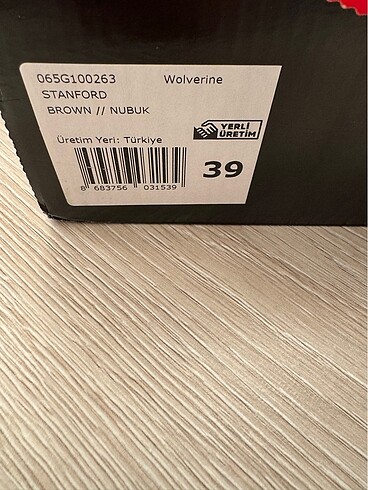 065G100263 Wolverine
STANFORD
BROWN // NUBUK
YERLİ
ÜRETİM
Üretim Yeri: Türkiye
39
8 683756 031539